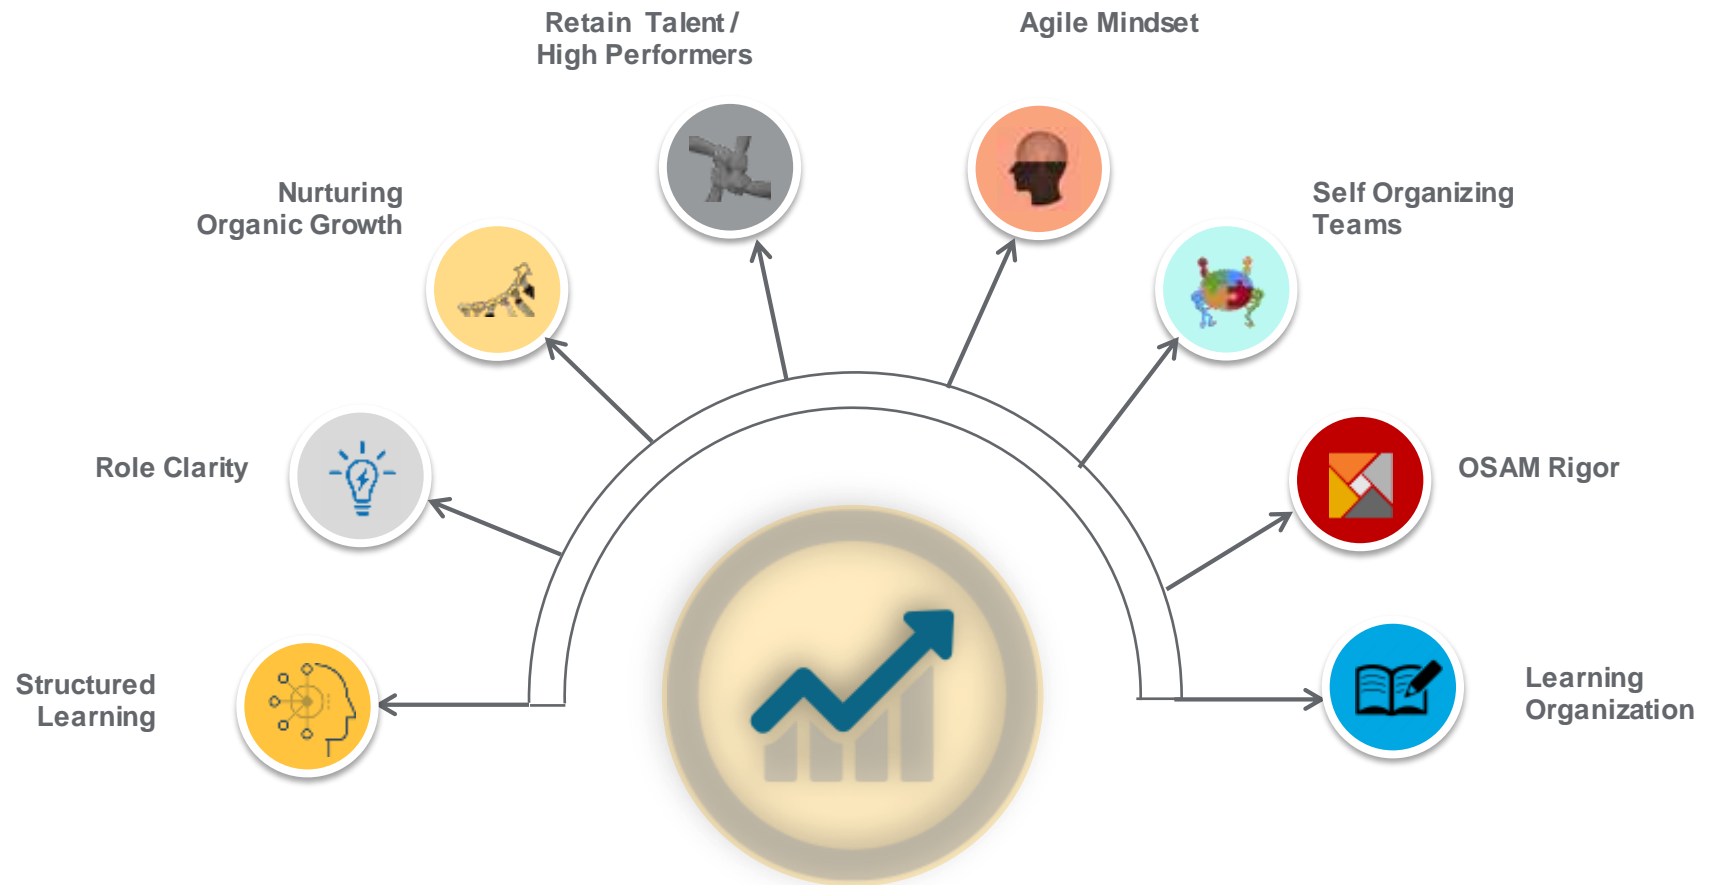 Retain Talent /
High Performers
Agile Mindset
Nurturing
Organic Growth
Self Organizing
Teams
Role Clarity
OSAM Rigor
Structured
Learning
Learning
Organization